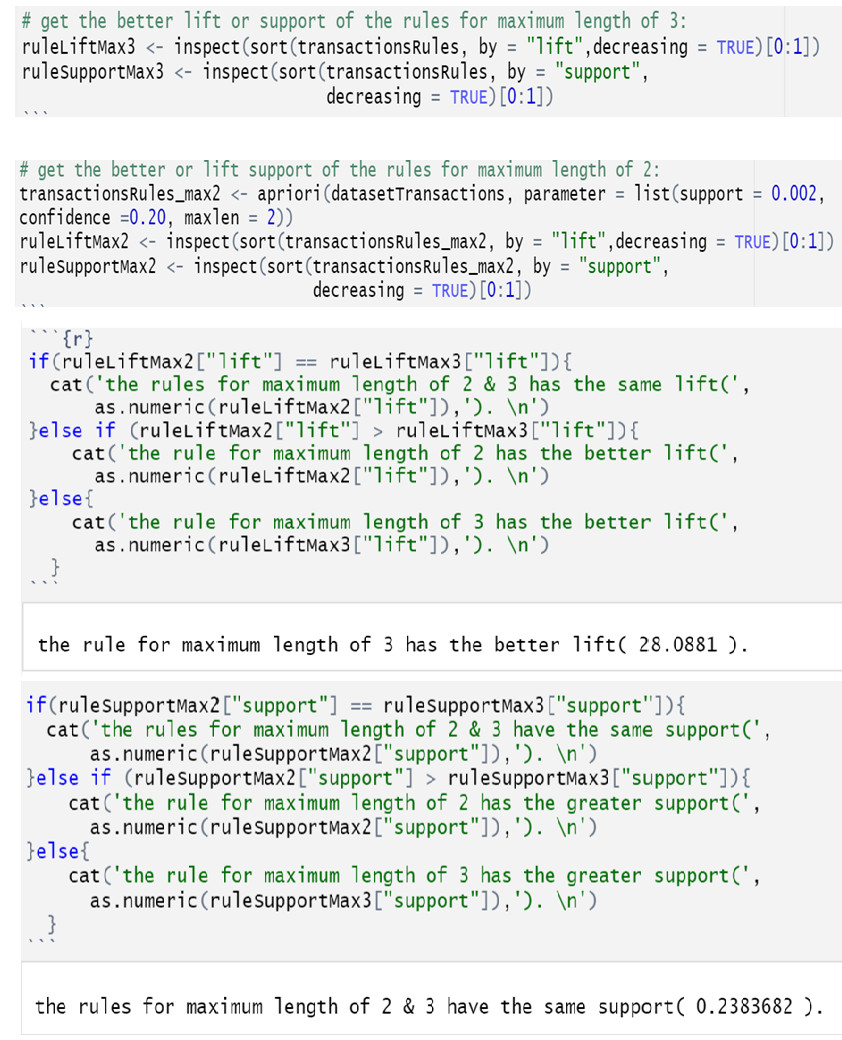 # get the better lift or support of the rules for maximum length of 3:
ruleLiftMax3 <- inspect(sort(transactionsRules, by = "lift",decreasing = TRUE)[0:1])
ruleSupportMax3 <- inspect(sort(transactionsRules, by = "support",
decreasing = TRUE)[0:1])
```
# get the better or lift support of the rules for maximum length of 2:
transactionsRules_max2 <- apriori(datasetTransactions, parameter = list(support = 0.002,
confidence =0.20, maxlen = 2))
ruleLiftMax2 <- inspect(sort(transactionsRules_max2, by = "lift",decreasing = TRUE)[0:1])
ruleSupportMax2 <- inspect(sort(transactionsRules_max2, by = "support",
decreasing = TRUE)[0:1])
```
```{r}
if(ruleLiftMax2["lift"] == ruleLiftMax3["lift"]){
cat('the rules for maximum length of 2 & 3 has the same lift(',
as.numeric(ruleLiftMax2["lift"]),'). \n')
}else if (ruleLiftMax2["lift"] > ruleLiftMax3["lift"]){
cat('the rule for maximum length of 2 has the better lift(',
as.numeric(ruleLiftMax2["lift"]),'). \n')
}else{
cat('the rule for maximum length of 3 has the better lift(',
as.numeric(ruleLiftMax3["lift"]),'). \n')
}
```
the rule for maximum length of 3 has the better lift( 28.0881 ).
if(ruleSupportMax2["support"] == ruleSupportMax3["support"]){
cat('the rules for maximum length of 2 & 3 have the same support(',
as.numeric(ruleSupportMax2["support"]),'). \n')
}else if (ruleSupportMax2["support"] > ruleSupportMax3["support"]){
cat('the rule for maximum length of 2 has the greater support(',
as.numeric(ruleSupportMax2["support"]),'). \n')
}else{
cat('the rule for maximum length of 3 has the greater support(',
as.numeric(ruleSupportMax3["support"]),'). \n')
}
```
the rules for maximum length of 2 & 3 have the same support( 0.2383682 ).